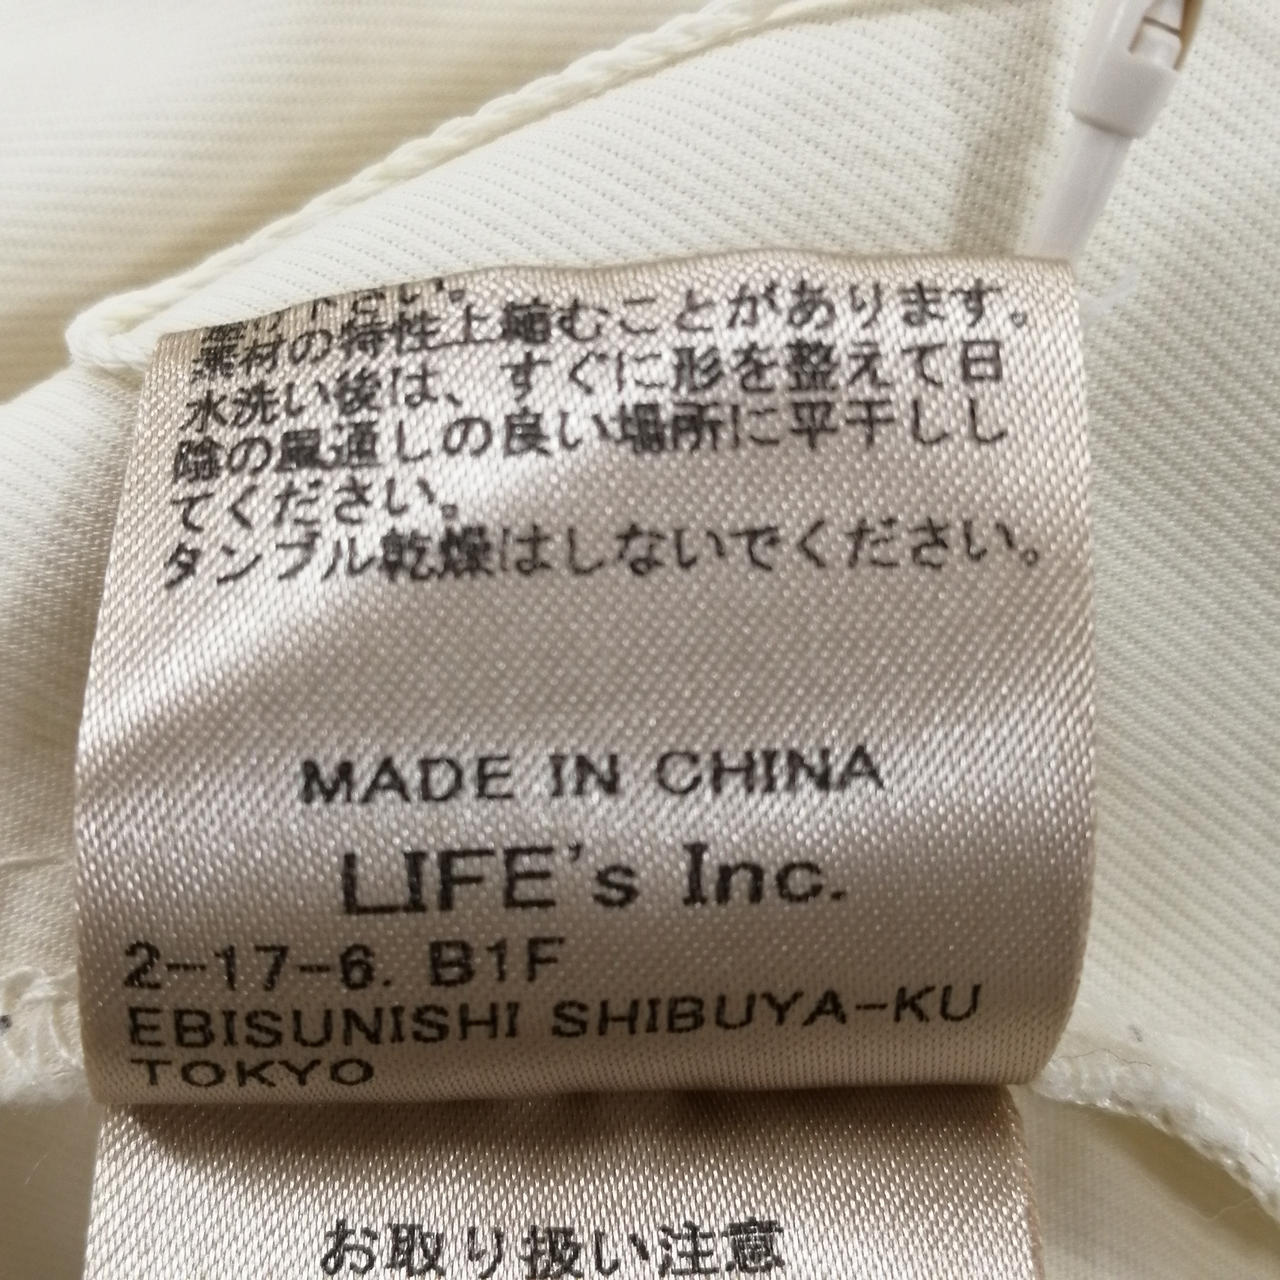 下さい。
素材の特性上縮むことがあります。
水洗い後は、すぐに形を整えて日
陰の風通しの良い場所に平干しし
てください。
タンブル乾燥はしないでください。
MADE IN CHINA
LIFE's Inc.
2-17-6. B1F
EBISUNISHI SHIBUYA-KU
TOKYO
お取り扱い注意